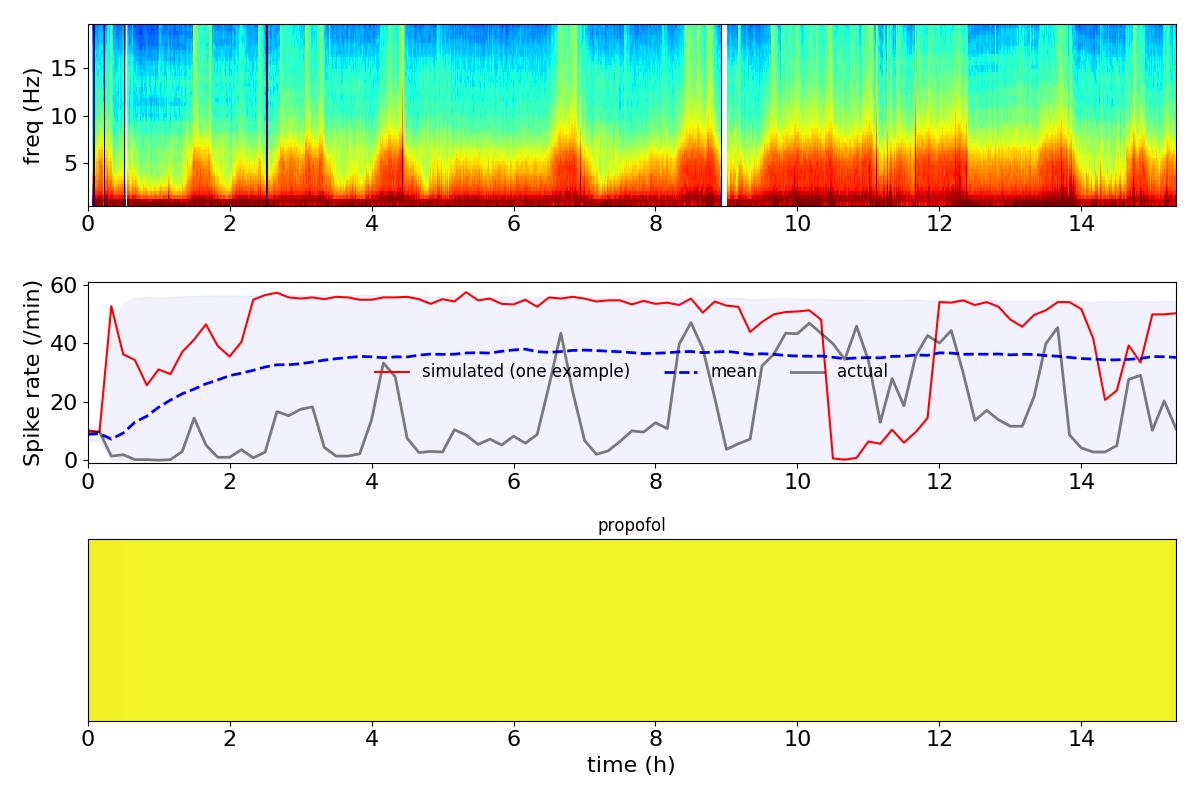 freq (Hz)
15
10
5
0 2 4 6 8 10 12 14
Spike rate (/min)
60
40
20
0
simulated (one example) mean actual
0 2 4 6 8 10 12 14
propofol
0 2 4 6 8 10 12 14
time (h)